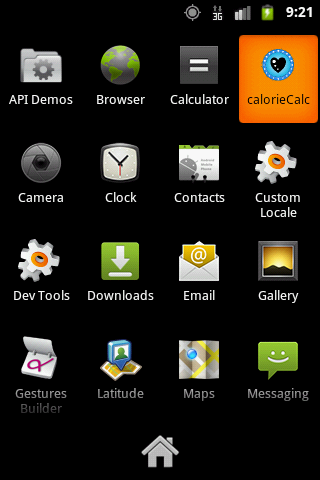 3G 9:21
API Demos Browser Calculator calorieCalc
Camera Clock Contacts Custom
Locale
Dev Tools Downloads Email Gallery
Gestures Latitude Maps Messaging
Builder